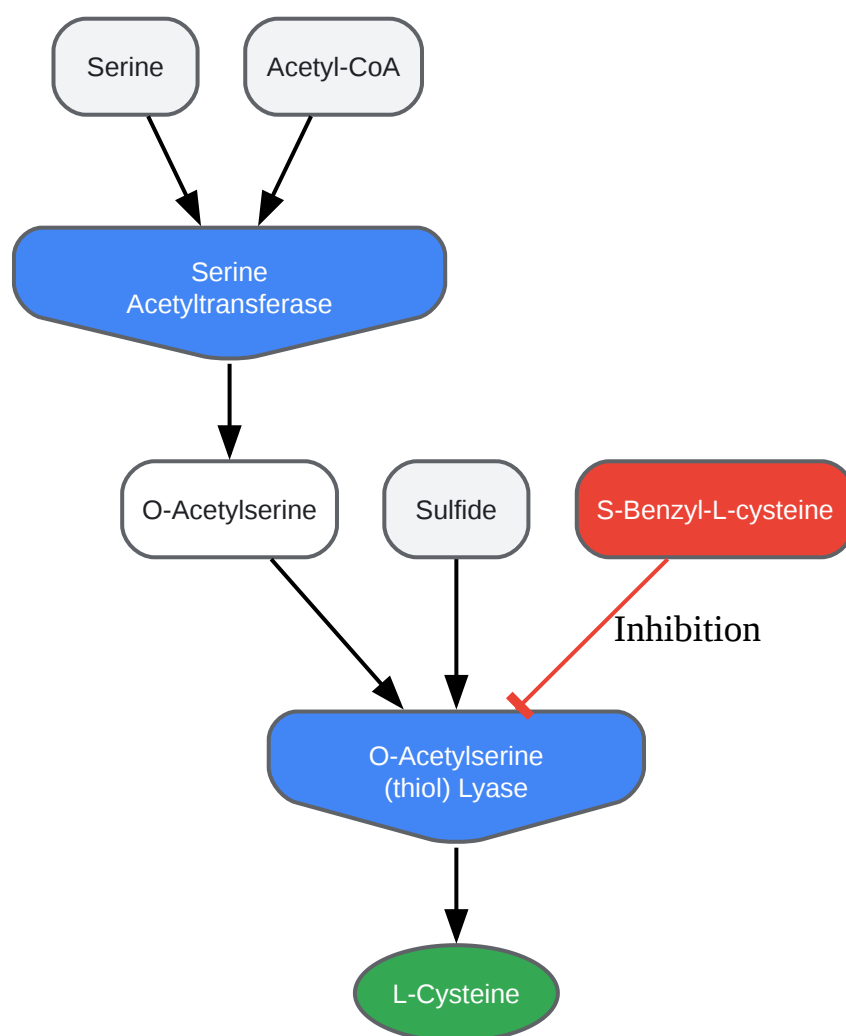 Serine
Acetyl-CoA
Serine
Acetyltransferase
O-Acetylserine
Sulfide
S-Benzyl-L-cysteine
Inhibition
O-Acetylserine
(thiol) Lyase
L-Cysteine